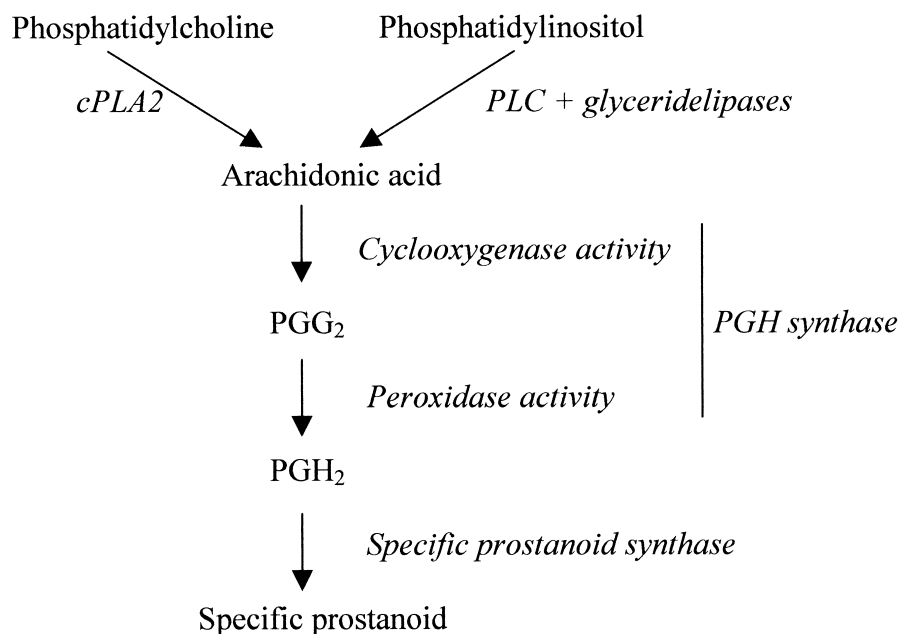 Phosphatidylcholine Phosphatidylinositol
cPLA2 PLC + glyceridelipases
Arachidonic acid
Cyclooxygenase activity
PGG₂ PGH synthase
Peroxidase activity
PGH₂
Specific prostanoid synthase
Specific prostanoid